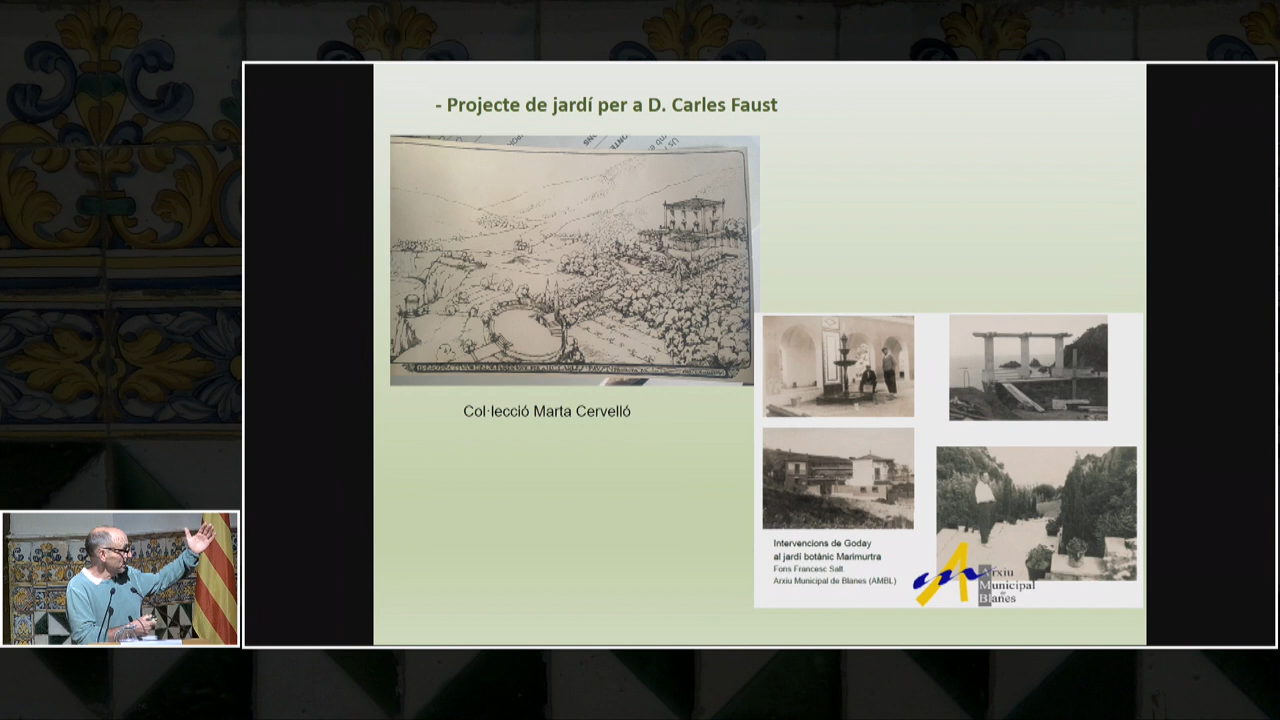 - Projecte de jardí per a D. Carles Faust
Col·lecció Marta Cervelló
Intervencions de Goday
al jardí botànic Marimurtra
Fons Francesc Salt
Arxiu Municipal de Blanes (AMBL)
Arxiu
Municipal
de
Blanes